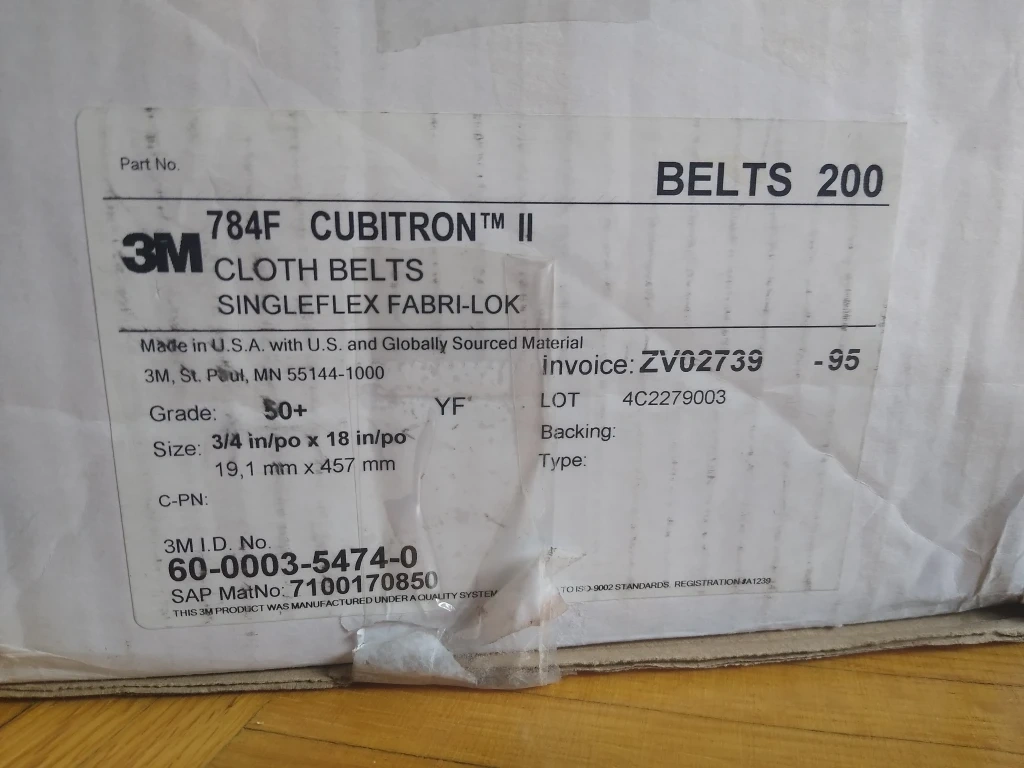 Part No.
BELTS 200
3M
784F CUBITRON™ II
CLOTH BELTS
SINGLEFLEX FABRI-LOK
Made in U.S.A. with U.S. and Globally Sourced Material
3M, St. Paul, MN 55144-1000
Invoice: ZV02739 -95
Grade: 50+ YF
LOT 4C2279003
Size: 3/4 in/po x 18 in/po
Backing:
19,1 mm x 457 mm
Type:
C-PN:
3M I.D. No.
60-0003-5474-0
SAP MatNo: 7100170850
THIS 3M PRODUCT WAS MANUFACTURED UNDER A QUALITY SYSTEM TO ISO-9002 STANDARDS. REGISTRATION #A1239